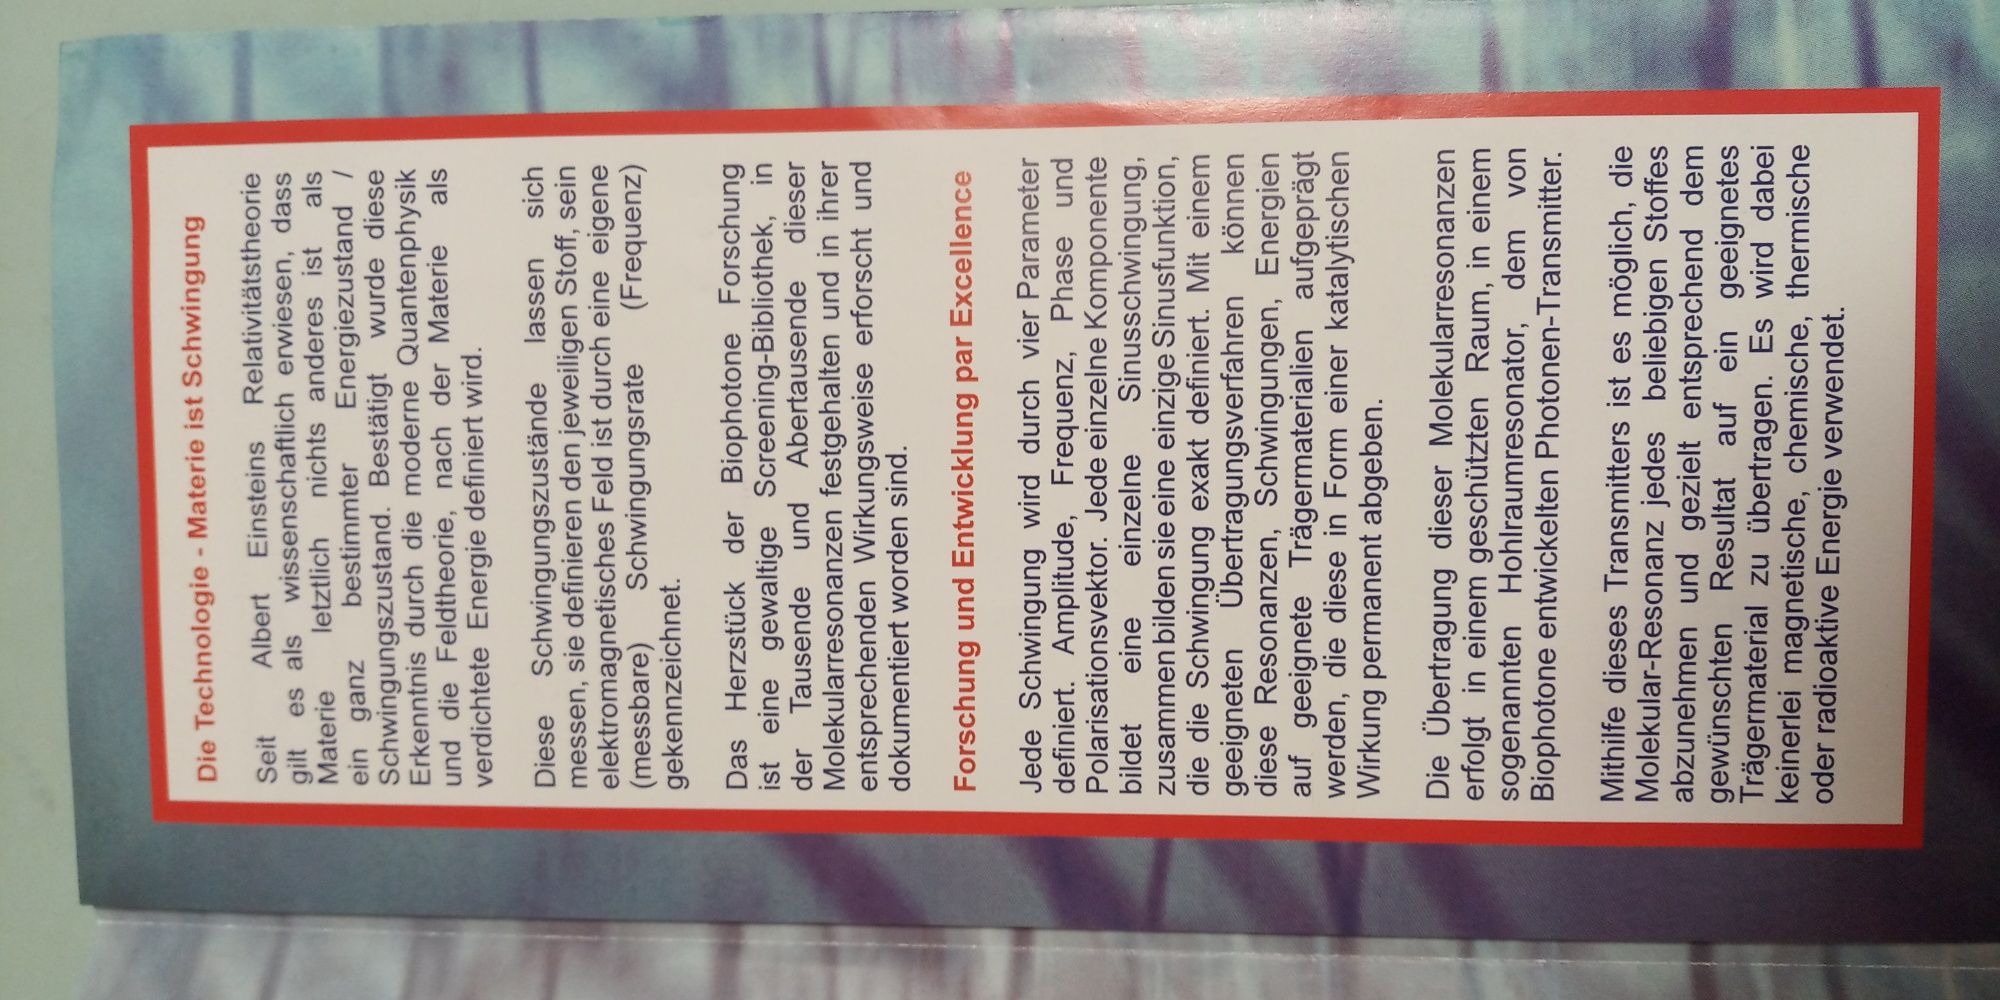 Die Technologie - Materie ist Schwingung
Seit Albert Einsteins Relativitätstheorie
gilt es als wissenschaftlich erwiesen, dass
Materie letztlich nichts anderes ist als
ein ganz bestimmter Energiezustand /
Schwingungszustand. Bestätigt wurde diese
Erkenntnis durch die moderne Quantenphysik
und die Feldtheorie, nach der Materie als
verdichtete Energie definiert wird.
Diese Schwingungszustände lassen sich
messen, sie definieren den jeweiligen Stoff, sein
elektromagnetisches Feld ist durch eine eigene
(messbare) Schwingungsrate (Frequenz)
gekennzeichnet.
Das Herzstück der Biophotone Forschung
ist eine gewaltige Screening-Bibliothek, in
der Tausende und Abertausende dieser
Molekularresonanzen festgehalten und in ihrer
entsprechenden Wirkungsweise erforscht und
dokumentiert worden sind.
Forschung und Entwicklung par Excellence
Jede Schwingung wird durch vier Parameter
definiert. Amplitude, Frequenz, Phase und
Polarisationsvektor. Jede einzelne Komponente
bildet eine einzelne Sinusschwingung,
zusammen bilden sie eine einzige Sinusfunktion,
die die Schwingung exakt definiert. Mit einem
geeigneten Übertragungsverfahren können
diese Resonanzen, Schwingungen, Energien
auf geeignete Trägermaterialien aufgeprägt
werden, die diese in Form einer katalytischen
Wirkung permanent abgeben.
Die Übertragung dieser Molekularresonanzen
erfolgt in einem geschützten Raum, in einem
sogenannten Hohlraumresonator, dem von
Biophotone entwickelten Photonen-Transmitter.
Mithilfe dieses Transmitters ist es möglich, die
Molekular-Resonanz jedes beliebigen Stoffes
abzunehmen und gezielt entsprechend dem
gewünschten Resultat auf ein geeignetes
Trägermaterial zu übertragen. Es wird dabei
keinerlei magnetische, chemische, thermische
oder radioaktive Energie verwendet.